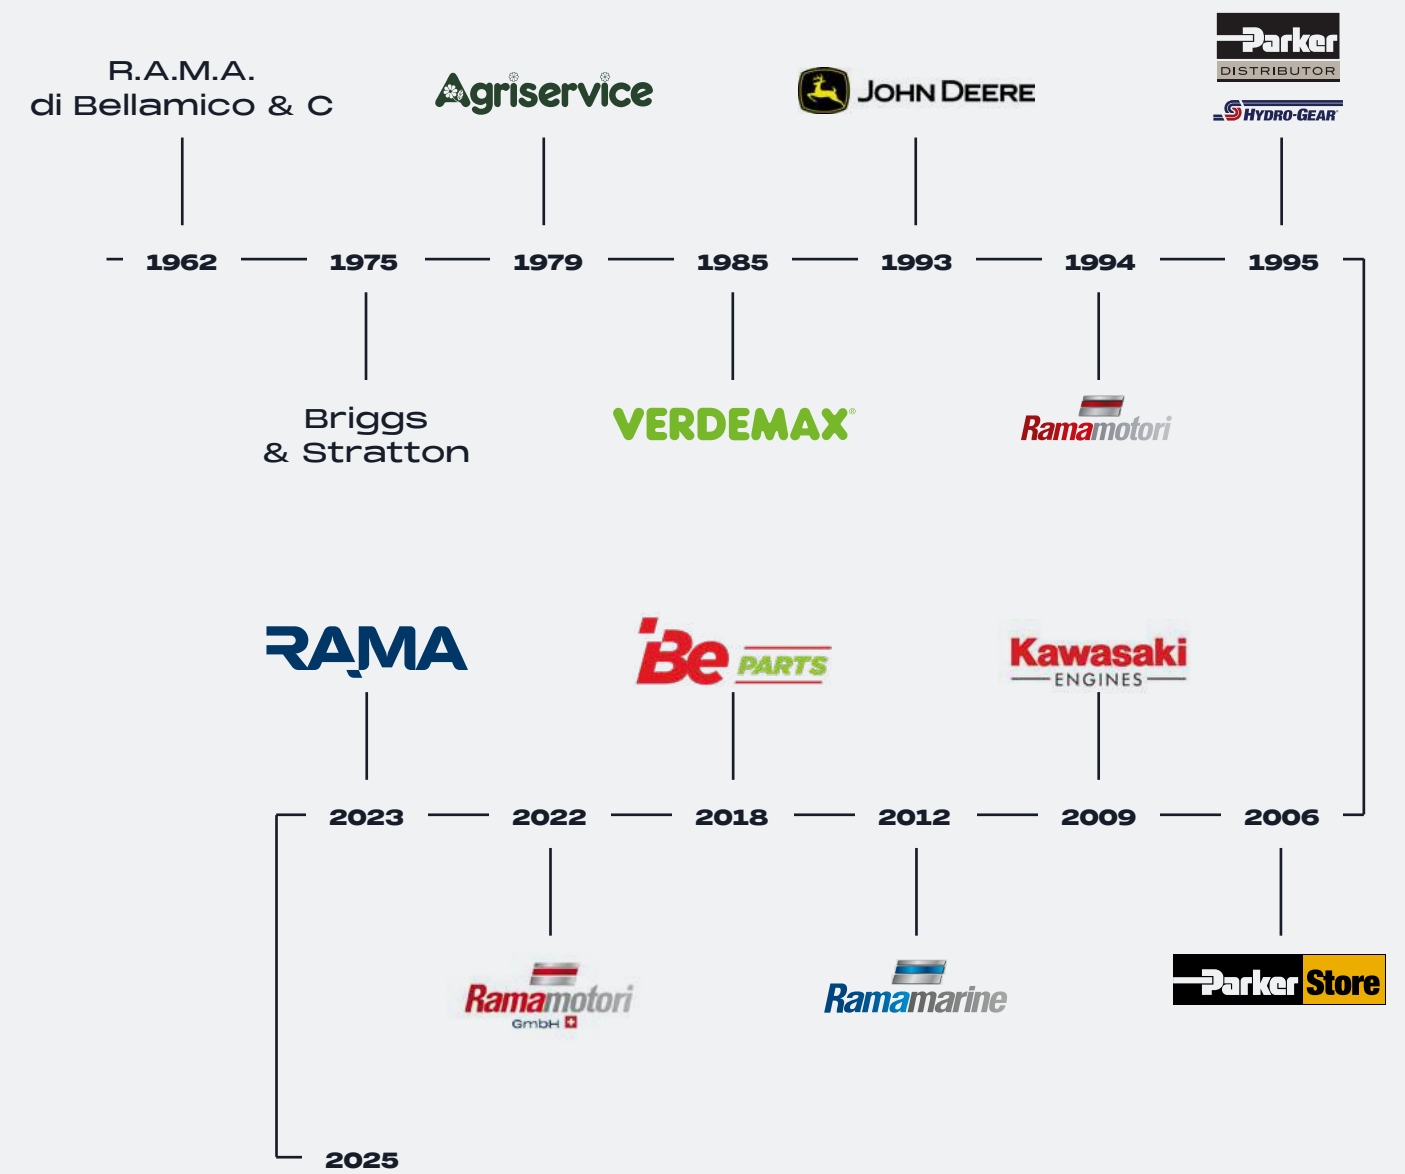 R.A.M.A.
di Bellamico & C
Agriservice
JOHN DEERE
Parker
DISTRIBUTOR
HYDRO-GEAR
1962 1975 1979 1985 1993 1994 1995
Briggs
& Stratton
VERDEMAX®
Ramamotori
RAMA
Be PARTS
Kawasaki
ENGINES
2023 2022 2018 2012 2009 2006
Ramamotori
GmbH
Ramamarine
Parker Store
2025